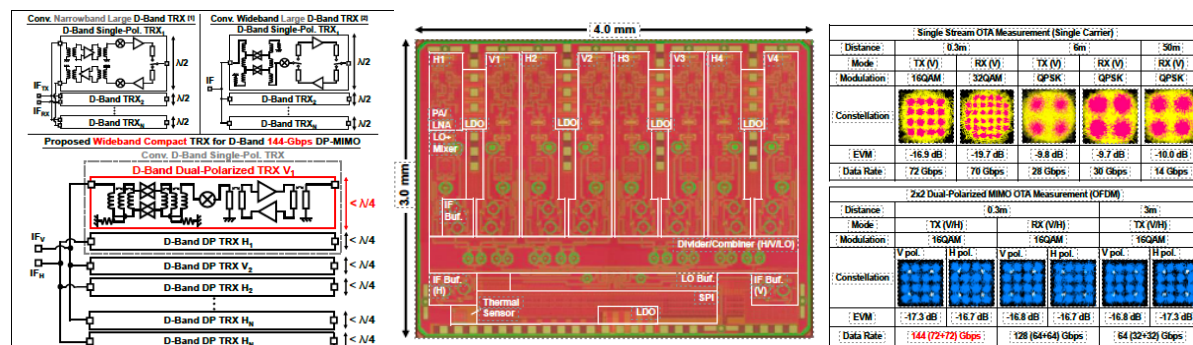 Conv. Narrowband Large D-Band TRX [1]
D-Band Single-Pol. TRX1
λ/2
IFTX
IFRX
D-Band TRX2
λ/2
D-Band TRXN
λ/2
Conv. Wideband Large D-Band TRX [2]
D-Band Single-Pol. TRX1
λ/2
IF
D-Band TRX2
λ/2
D-Band TRXN
λ/2
Proposed Wideband Compact TRX for D-Band 144-Gbps DP-MIMO
Conv. D-Band Single-Pol. TRX
D-Band Dual-Polarized TRX V1
< λ/4
IFV
IFH
D-Band DP TRX H1
< λ/4
D-Band DP TRX V2
< λ/4
D-Band DP TRX H2
< λ/4
D-Band DP TRX HN
< λ/4
< λ/4
4.0 mm
3.0 mm
H1 V1 H2 V2 H3 V3 H4 V4
PA/
LNA
LDO LDO LDO LDO
LO+
Mixer
IF
Buf.
Divider/Combiner (H/V/LO)
IF Buf.
(H)
LO Buf.
IF Buf.
(V)
SPI
Thermal
Sensor
LDO
Single Stream OTA Measurement (Single Carrier)
Distance 0.3m 6m 50m
Mode TX (V) RX (V) TX (V) RX (V) RX (V)
Modulation 16QAM 32QAM QPSK QPSK QPSK
Constellation
EVM -16.9 dB -19.7 dB -9.8 dB -9.7 dB -10.0 dB
Data Rate 72 Gbps 70 Gbps 28 Gbps 30 Gbps 14 Gbps
2x2 Dual-Polarized MIMO OTA Measurement (OFDM)
Distance 0.3m 3m
Mode TX (V/H) RX (V/H) TX (V/H)
Modulation 16QAM 16QAM 16QAM
V pol. H pol. V pol. H pol. V pol. H pol.
Constellation
EVM -17.3 dB -16.7 dB -16.8 dB -16.7 dB -16.8 dB -17.3 dB
Data Rate 144 (72+72) Gbps 128 (64+64) Gbps 64 (32+32) Gbps